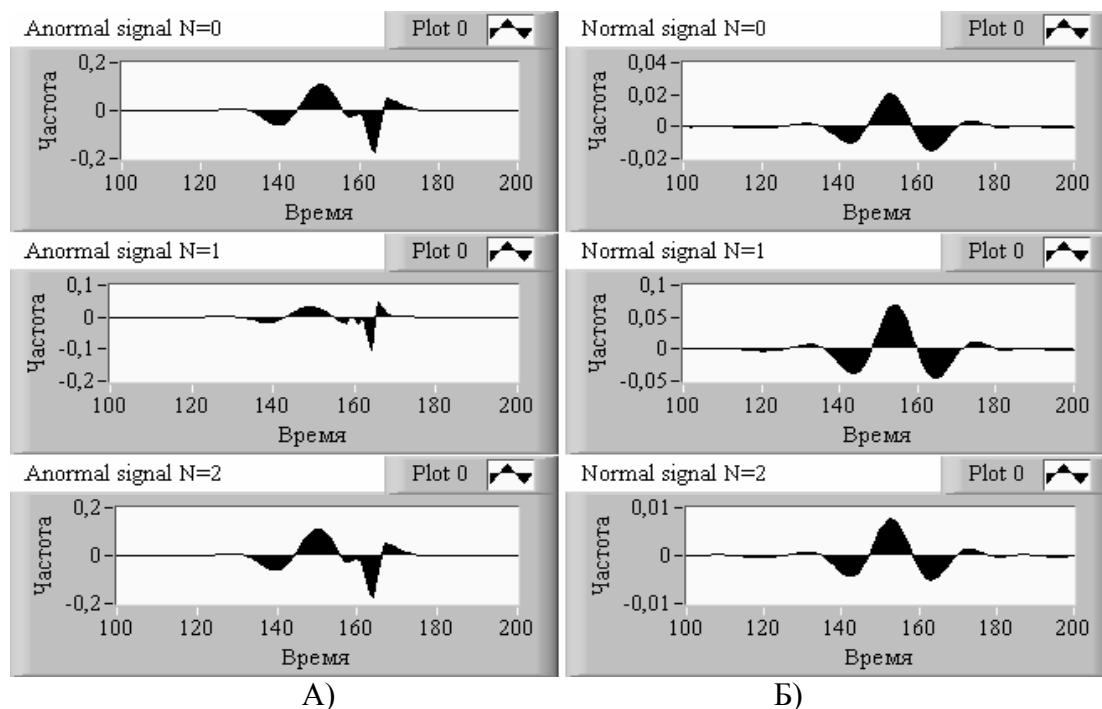 Anormal signal N=0 Plot 0
0,2
0
-0,2
Частота
100 120 140 160 180 200
Время
Normal signal N=0 Plot 0
0,04
0,02
0
-0,02
Частота
100 120 140 160 180 200
Время
Anormal signal N=1 Plot 0
0,1
0
-0,1
-0,2
Частота
100 120 140 160 180 200
Время
Normal signal N=1 Plot 0
0,1
0,05
0
-0,05
Частота
100 120 140 160 180 200
Время
Anormal signal N=2 Plot 0
0,2
0
-0,2
Частота
100 120 140 160 180 200
Время
Normal signal N=2 Plot 0
0,01
0
-0,01
Частота
100 120 140 160 180 200
Время
А) Б)